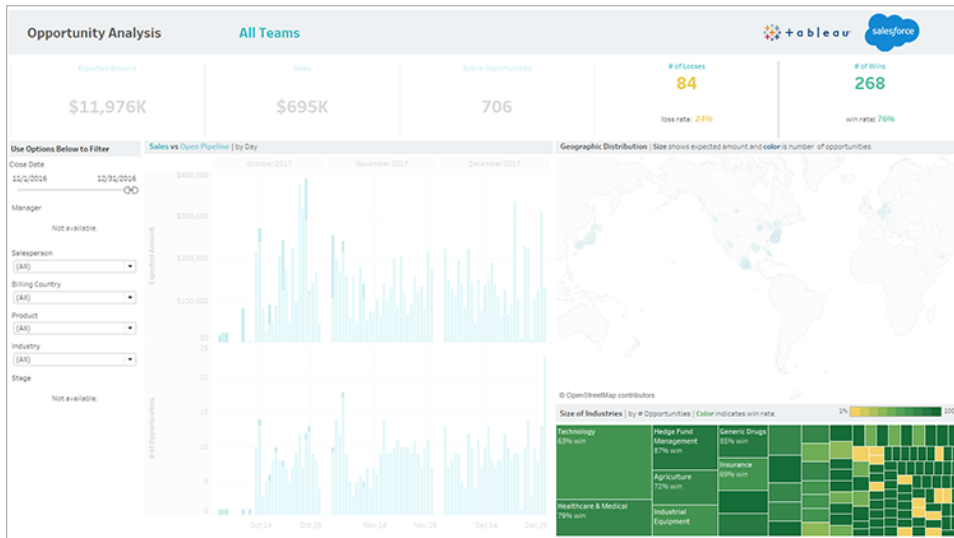 Opportunity Analysis
All Teams
+ a b l e a u
salesforce
Expected Amount
$11,976K
Sales
$695K
Active Opportunities
706
# of Losses
84
loss rate: 24%
# of Wins
268
win rate: 76%
Use Options Below to Filter
Close Date
11/1/2016 12/31/2016
Manager
Not available.
Salesperson
(All)
Billing Country
(All)
Product
(All)
Industry
(All)
Stage
Not available.
Sales vs Open Pipeline | by Day
October 2017 November 2017 December 2017
Expected Amount
$400,000
$300,000
$200,000
$100,000
$0
# of Opportunities
25
20
15
10
5
0
Oct 14 Oct 29 Nov 14 Nov 29 Dec 14 Dec 29
Geographic Distribution | Size shows expected amount and color is number of opportunities
© OpenStreetMap contributors
Size of Industries | by # Opportunities | Color indicates win rate
1% 100
Technology
63% win
Healthcare & Medical
79% win
Hedge Fund
Management
87% win
Agriculture
72% win
Industrial
Equipment
Generic Drugs
85% win
Insurance
69% win